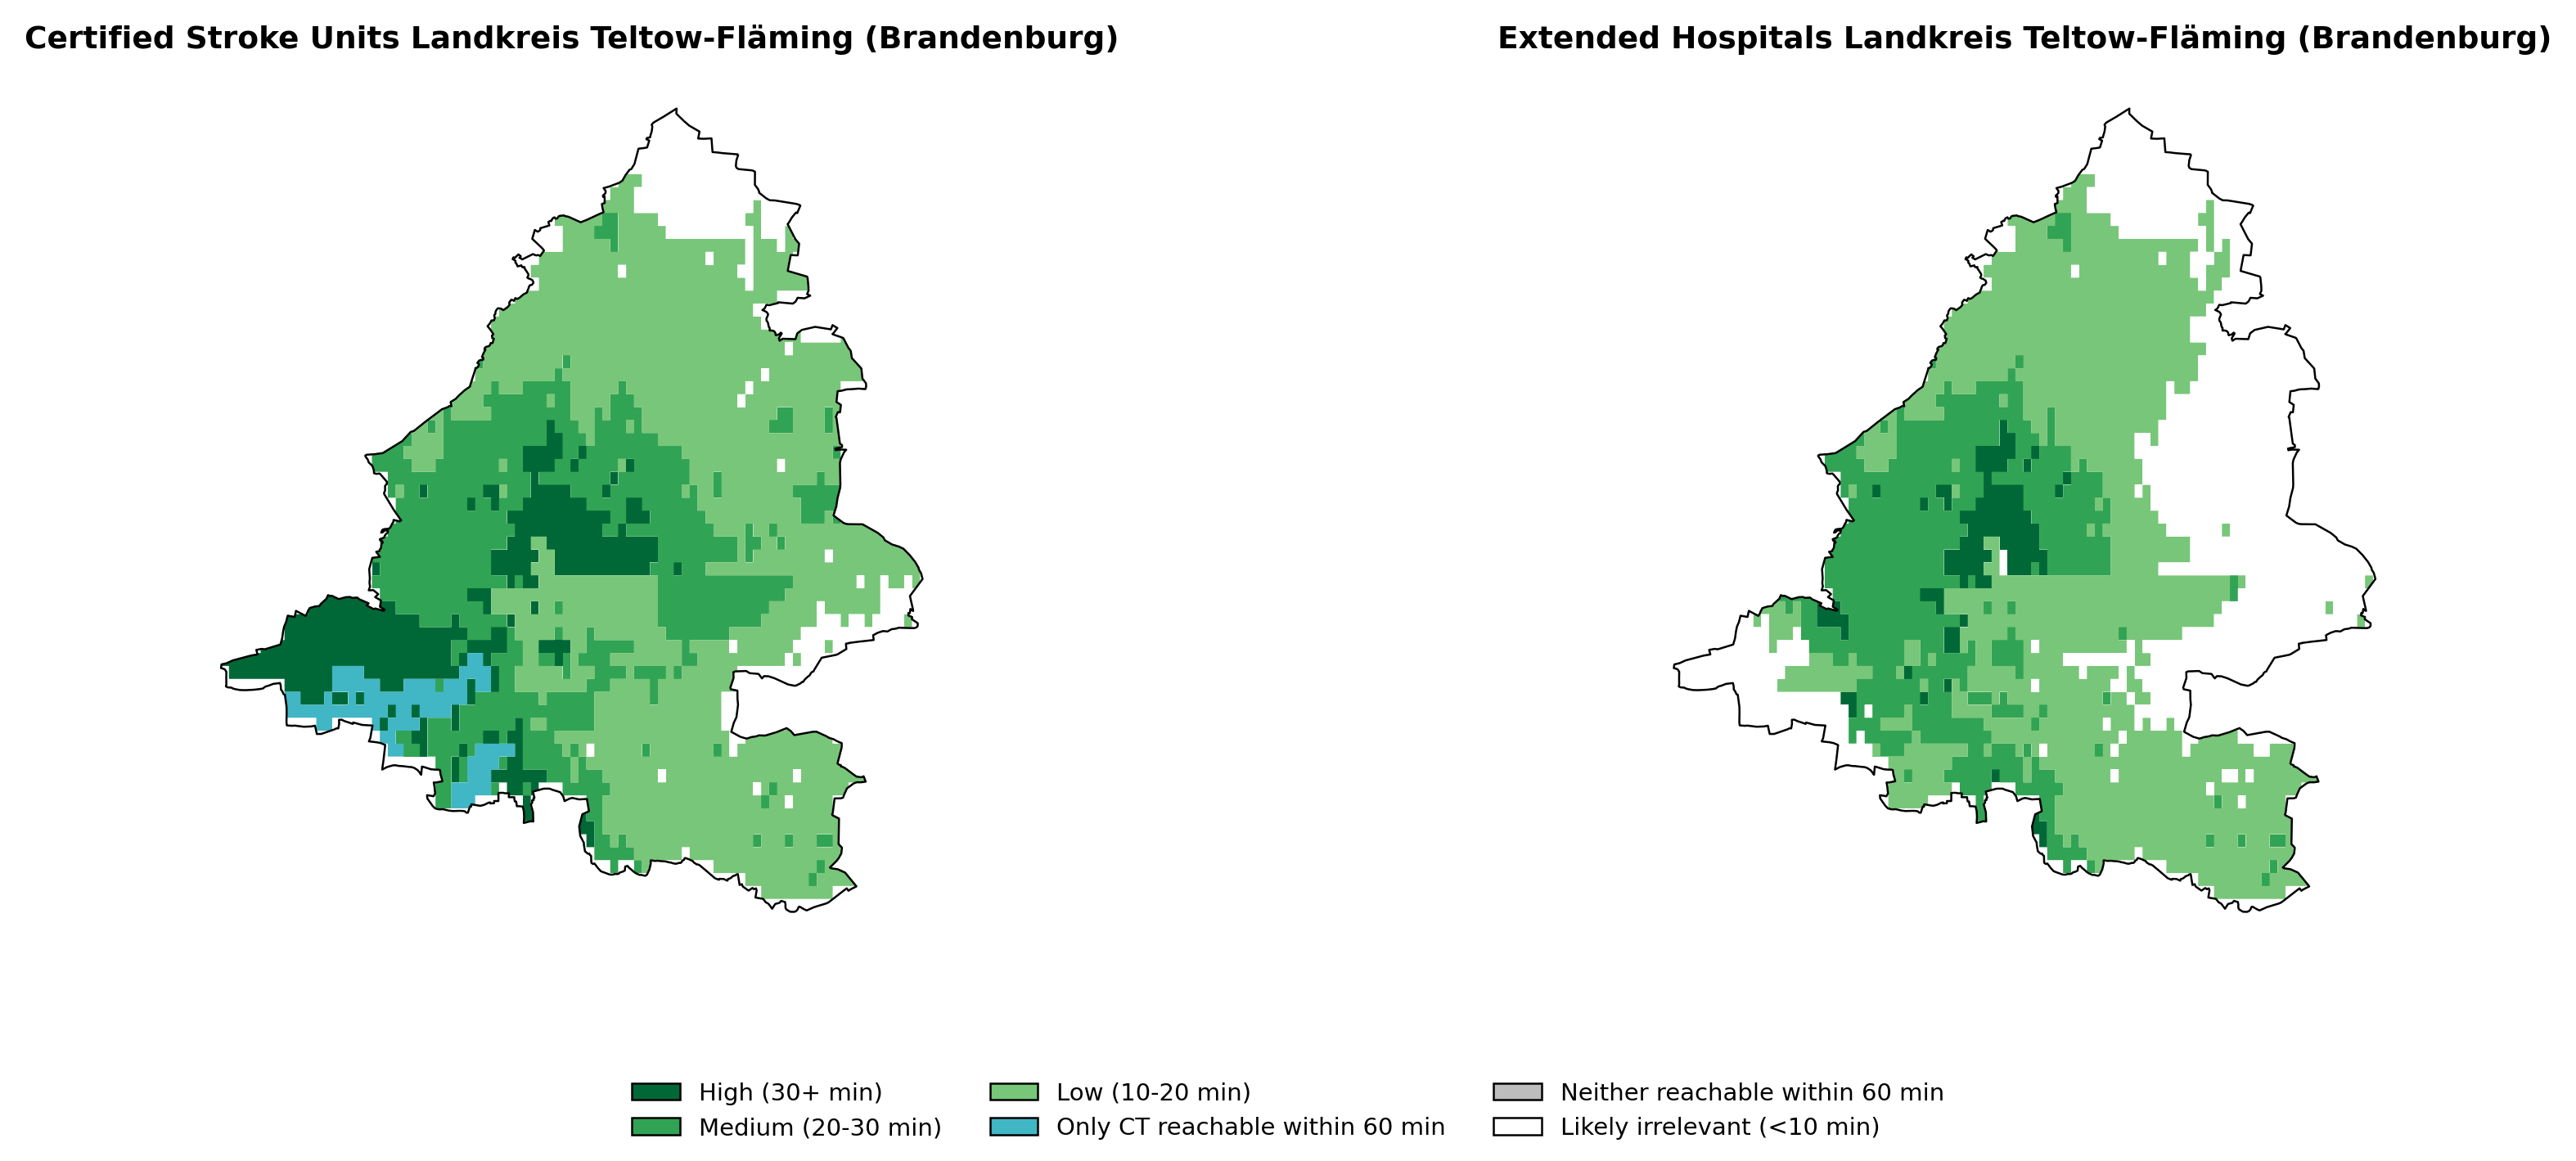 Certified Stroke Units Landkreis Teltow-Fläming (Brandenburg)
Extended Hospitals Landkreis Teltow-Fläming (Brandenburg)
High (30+ min)
Medium (20-30 min)
Low (10-20 min)
Only CT reachable within 60 min
Neither reachable within 60 min
Likely irrelevant (<10 min)